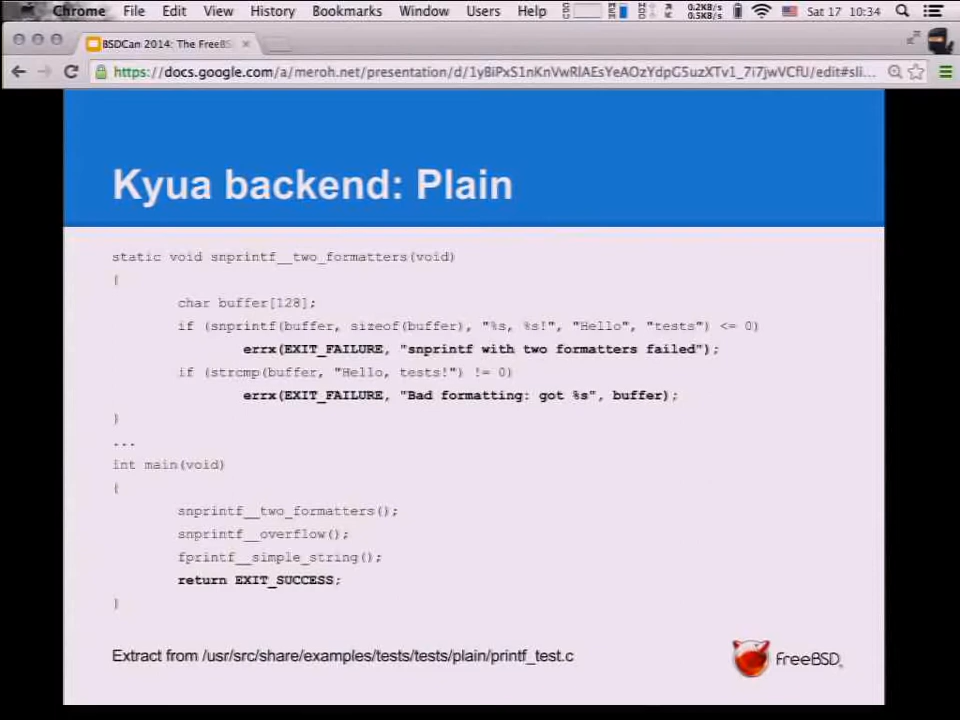 Chrome File Edit View History Bookmarks Window Users Help 0.2KB/s 0.5KB/s Sat 17 10:34
BSDCan 2014: The FreeBS
https://docs.google.com/a/meroh.net/presentation/d/1yBiPxS1nKnVwRlAEsYeAOzYdpG5uzXTv1_7i7jwVCfU/edit#sli...
Kyua backend: Plain
static void snprintf__two_formatters(void)
{
char buffer[128];
if (snprintf(buffer, sizeof(buffer), "%s, %s!", "Hello", "tests") <= 0)
errx(EXIT_FAILURE, "snprintf with two formatters failed");
if (strcmp(buffer, "Hello, tests!") != 0)
errx(EXIT_FAILURE, "Bad formatting: got %s", buffer);
}
...
int main(void)
{
snprintf__two_formatters();
snprintf__overflow();
fprintf__simple_string();
return EXIT_SUCCESS;
}
Extract from /usr/src/share/examples/tests/tests/plain/printf_test.c
FreeBSD